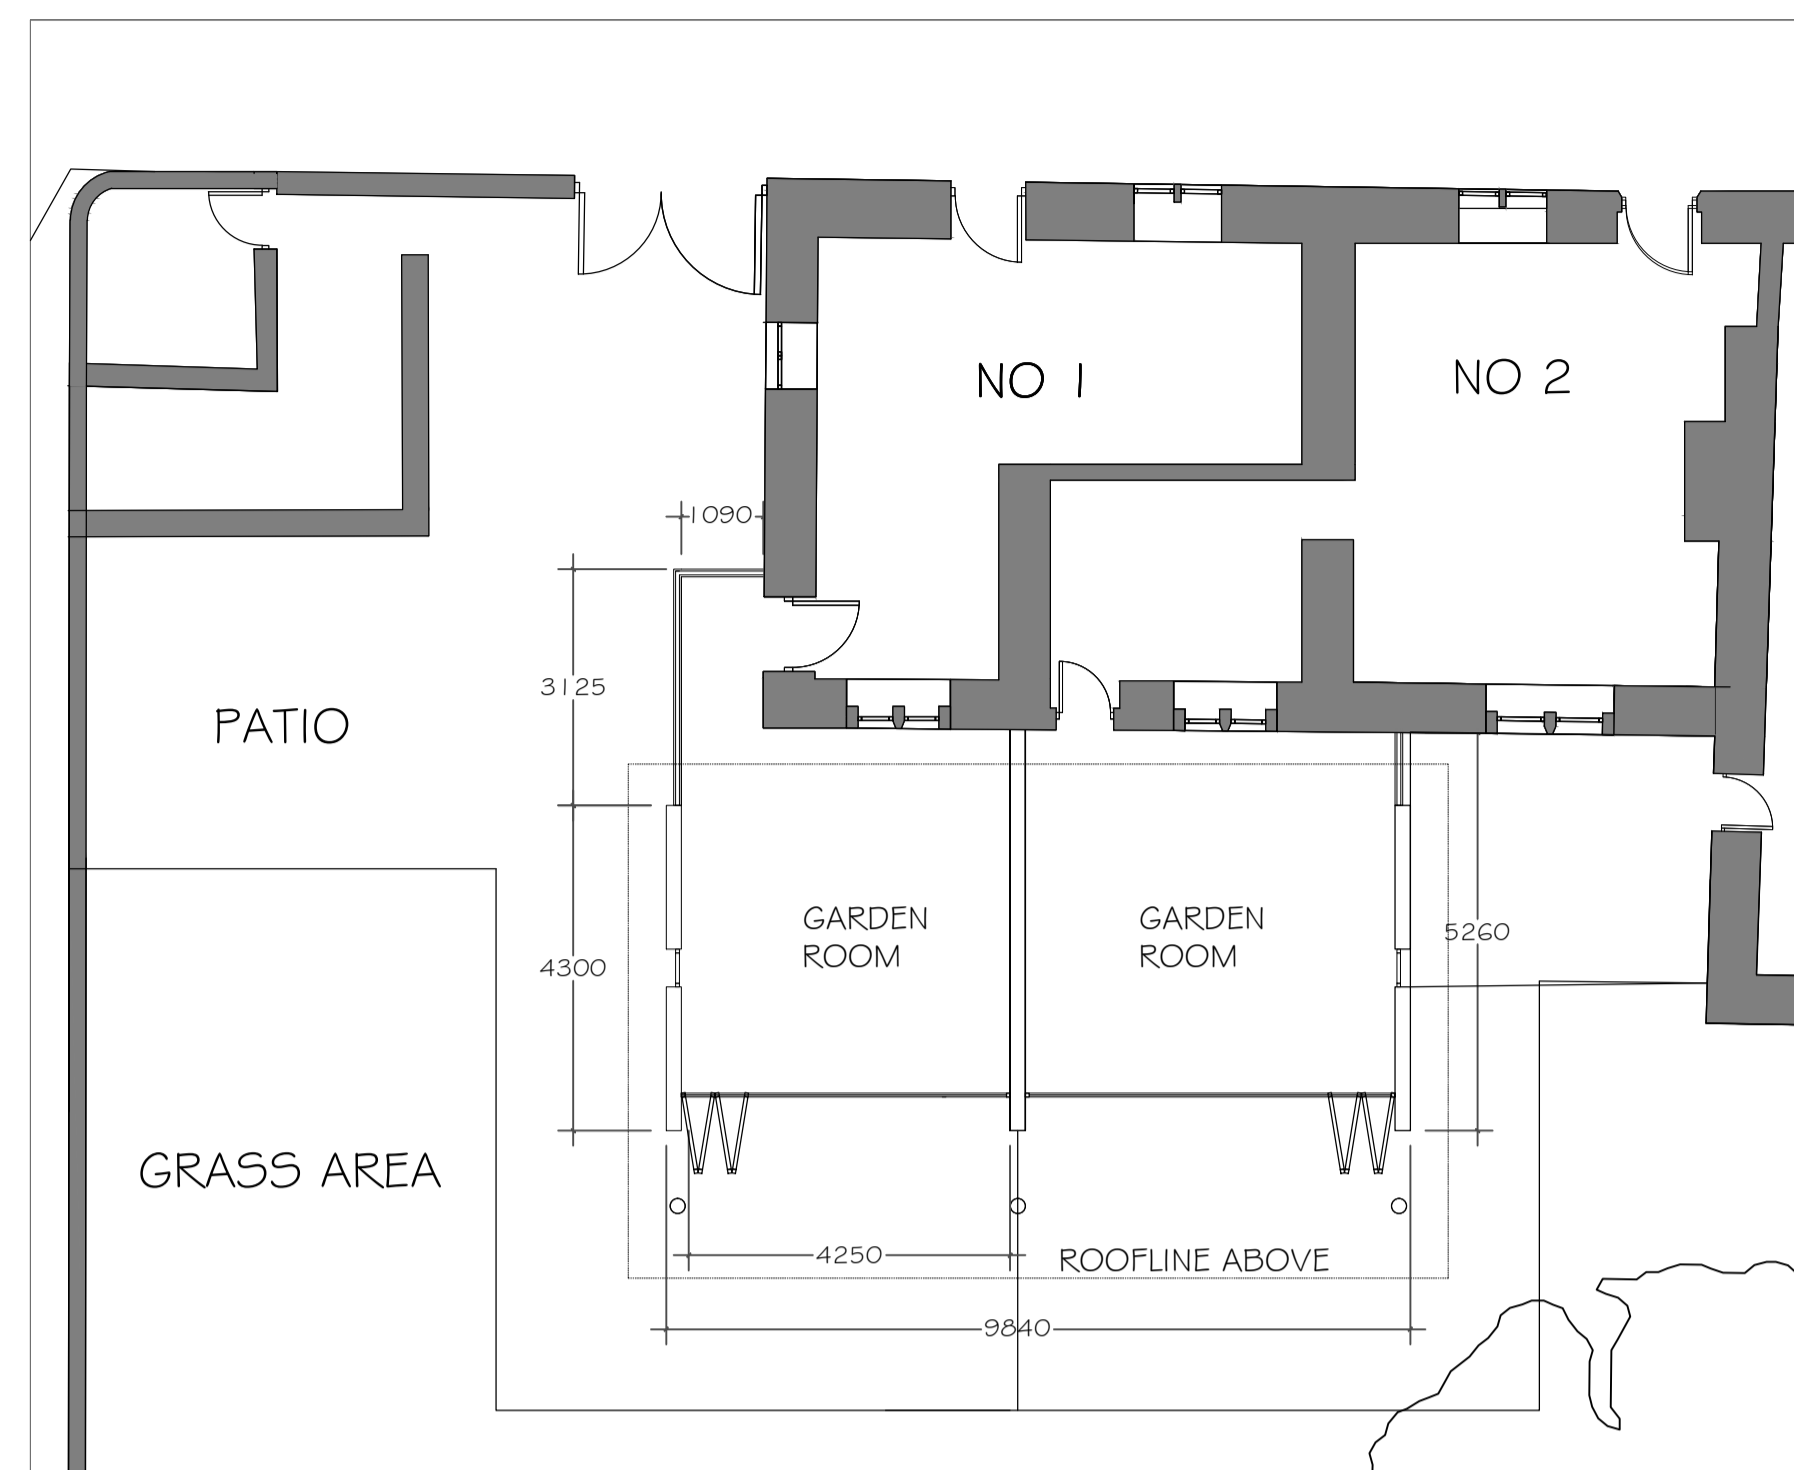 NO 1
NO 2
1090
3125
PATIO
GARDEN
ROOM
GARDEN
ROOM
5260
4300
GRASS AREA
4250
ROOFLINE ABOVE
9840